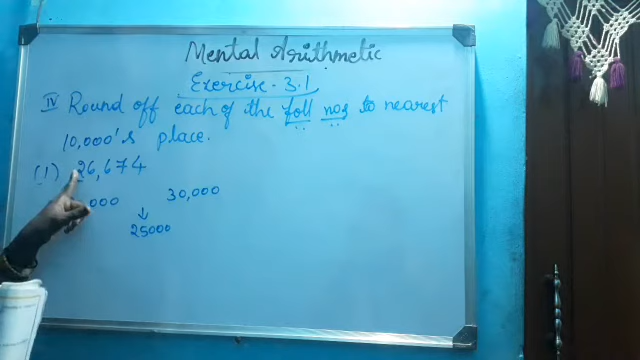 Mental Arithmetic
Exercise - 3.1
IV Round off each of the foll nos to nearest
10,000's place.
(1) 26,674
,000 30,000
↓
25000